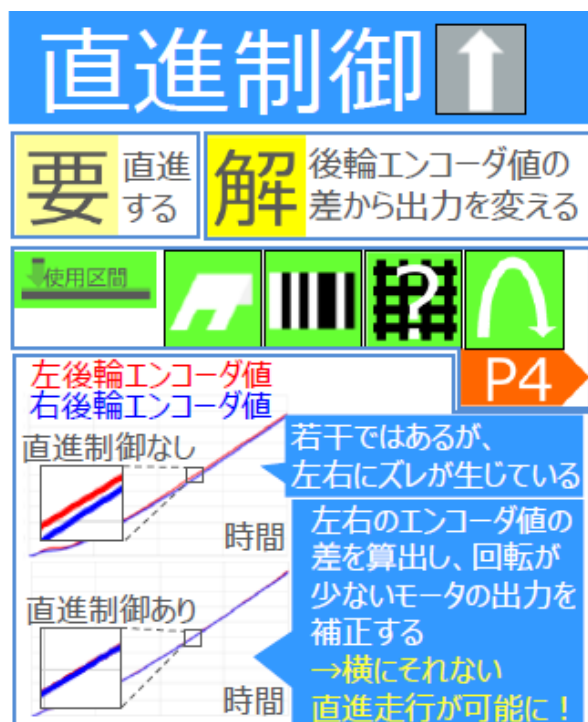 直進制御
要
直進
する
解
後輪エンコーダ値の
差から出力を変える
使用区間
?
P4
左後輪エンコーダ値
右後輪エンコーダ値
直進制御なし
時間
若干ではあるが、
左右にズレが生じている
直進制御あり
時間
左右のエンコーダ値の
差を算出し、回転が
少ないモータの出力を
補正する
→横にそれない
直進走行が可能に！